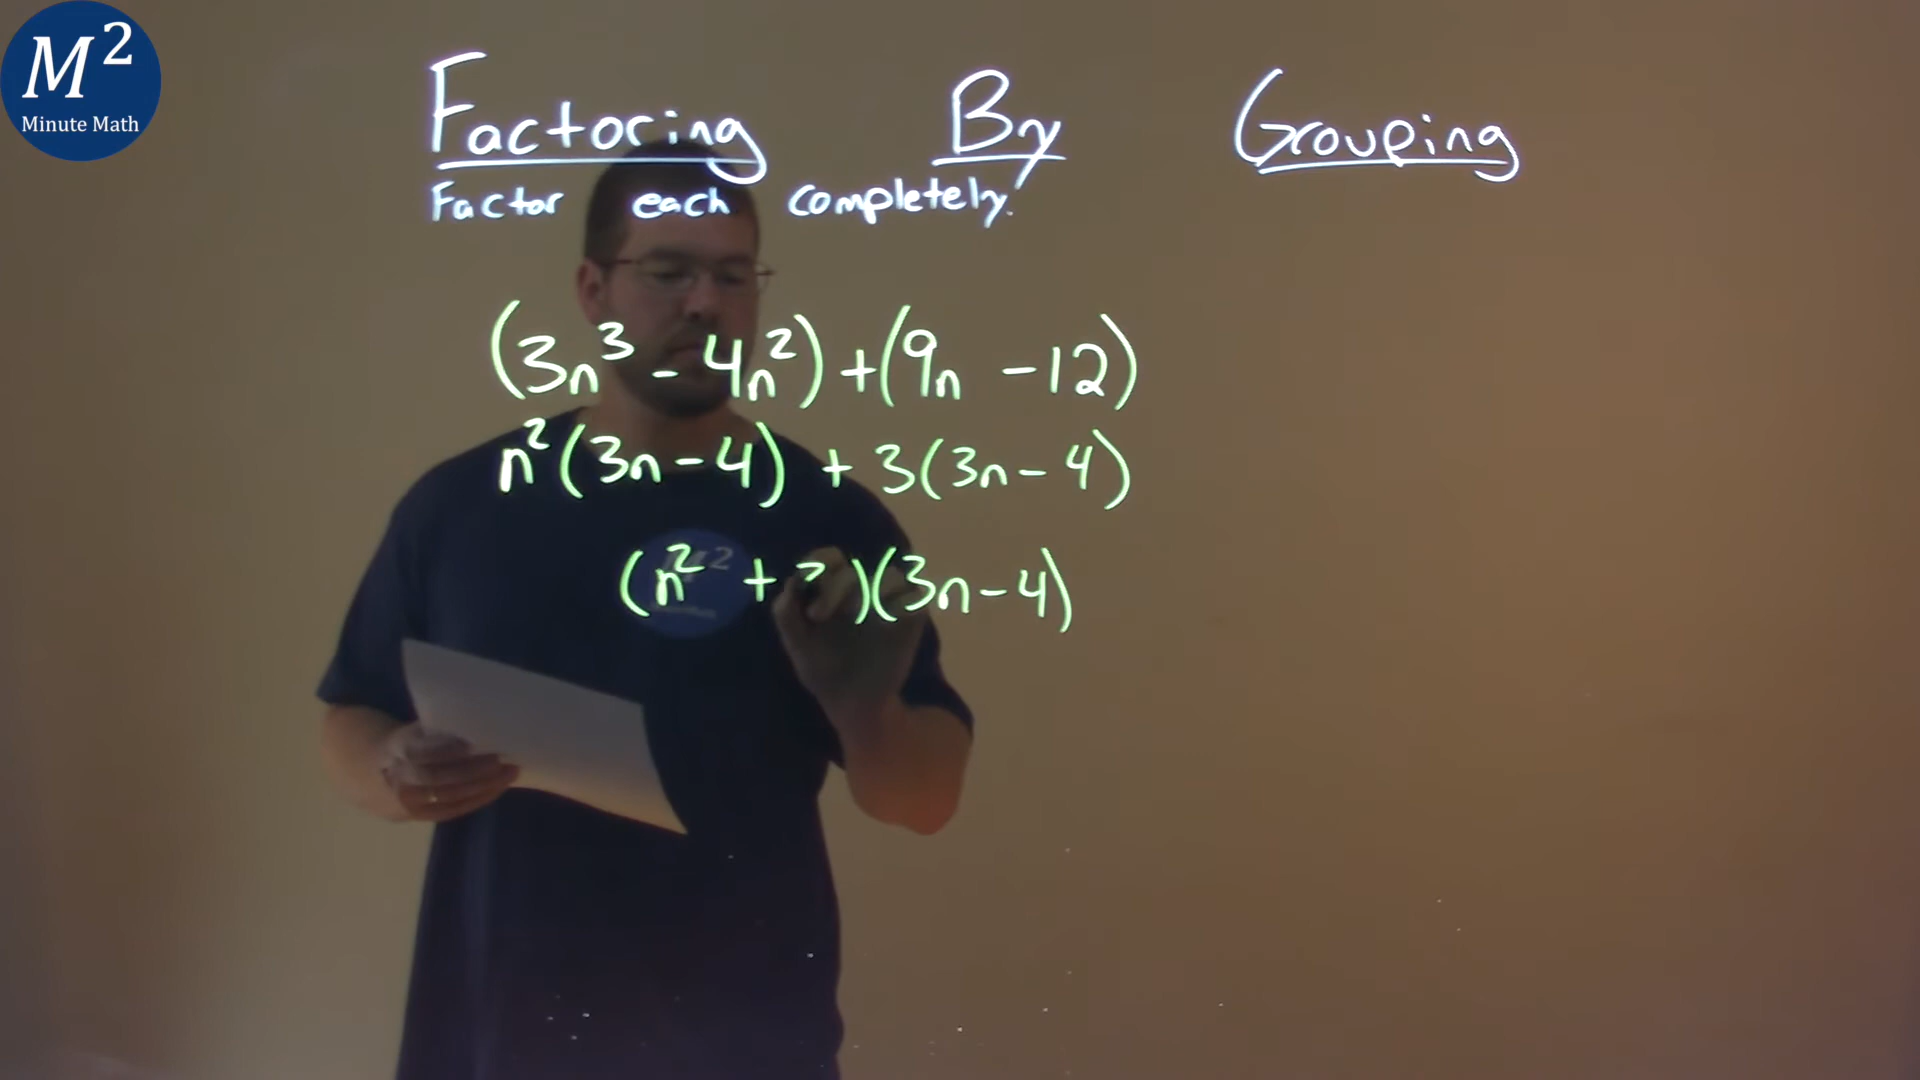 M²
Minute Math
Factoring By Grouping
Factor each completely.
(3n³ - 4n²) + (9n - 12)
n²(3n - 4) + 3(3n - 4)
(n² + )(3n - 4)